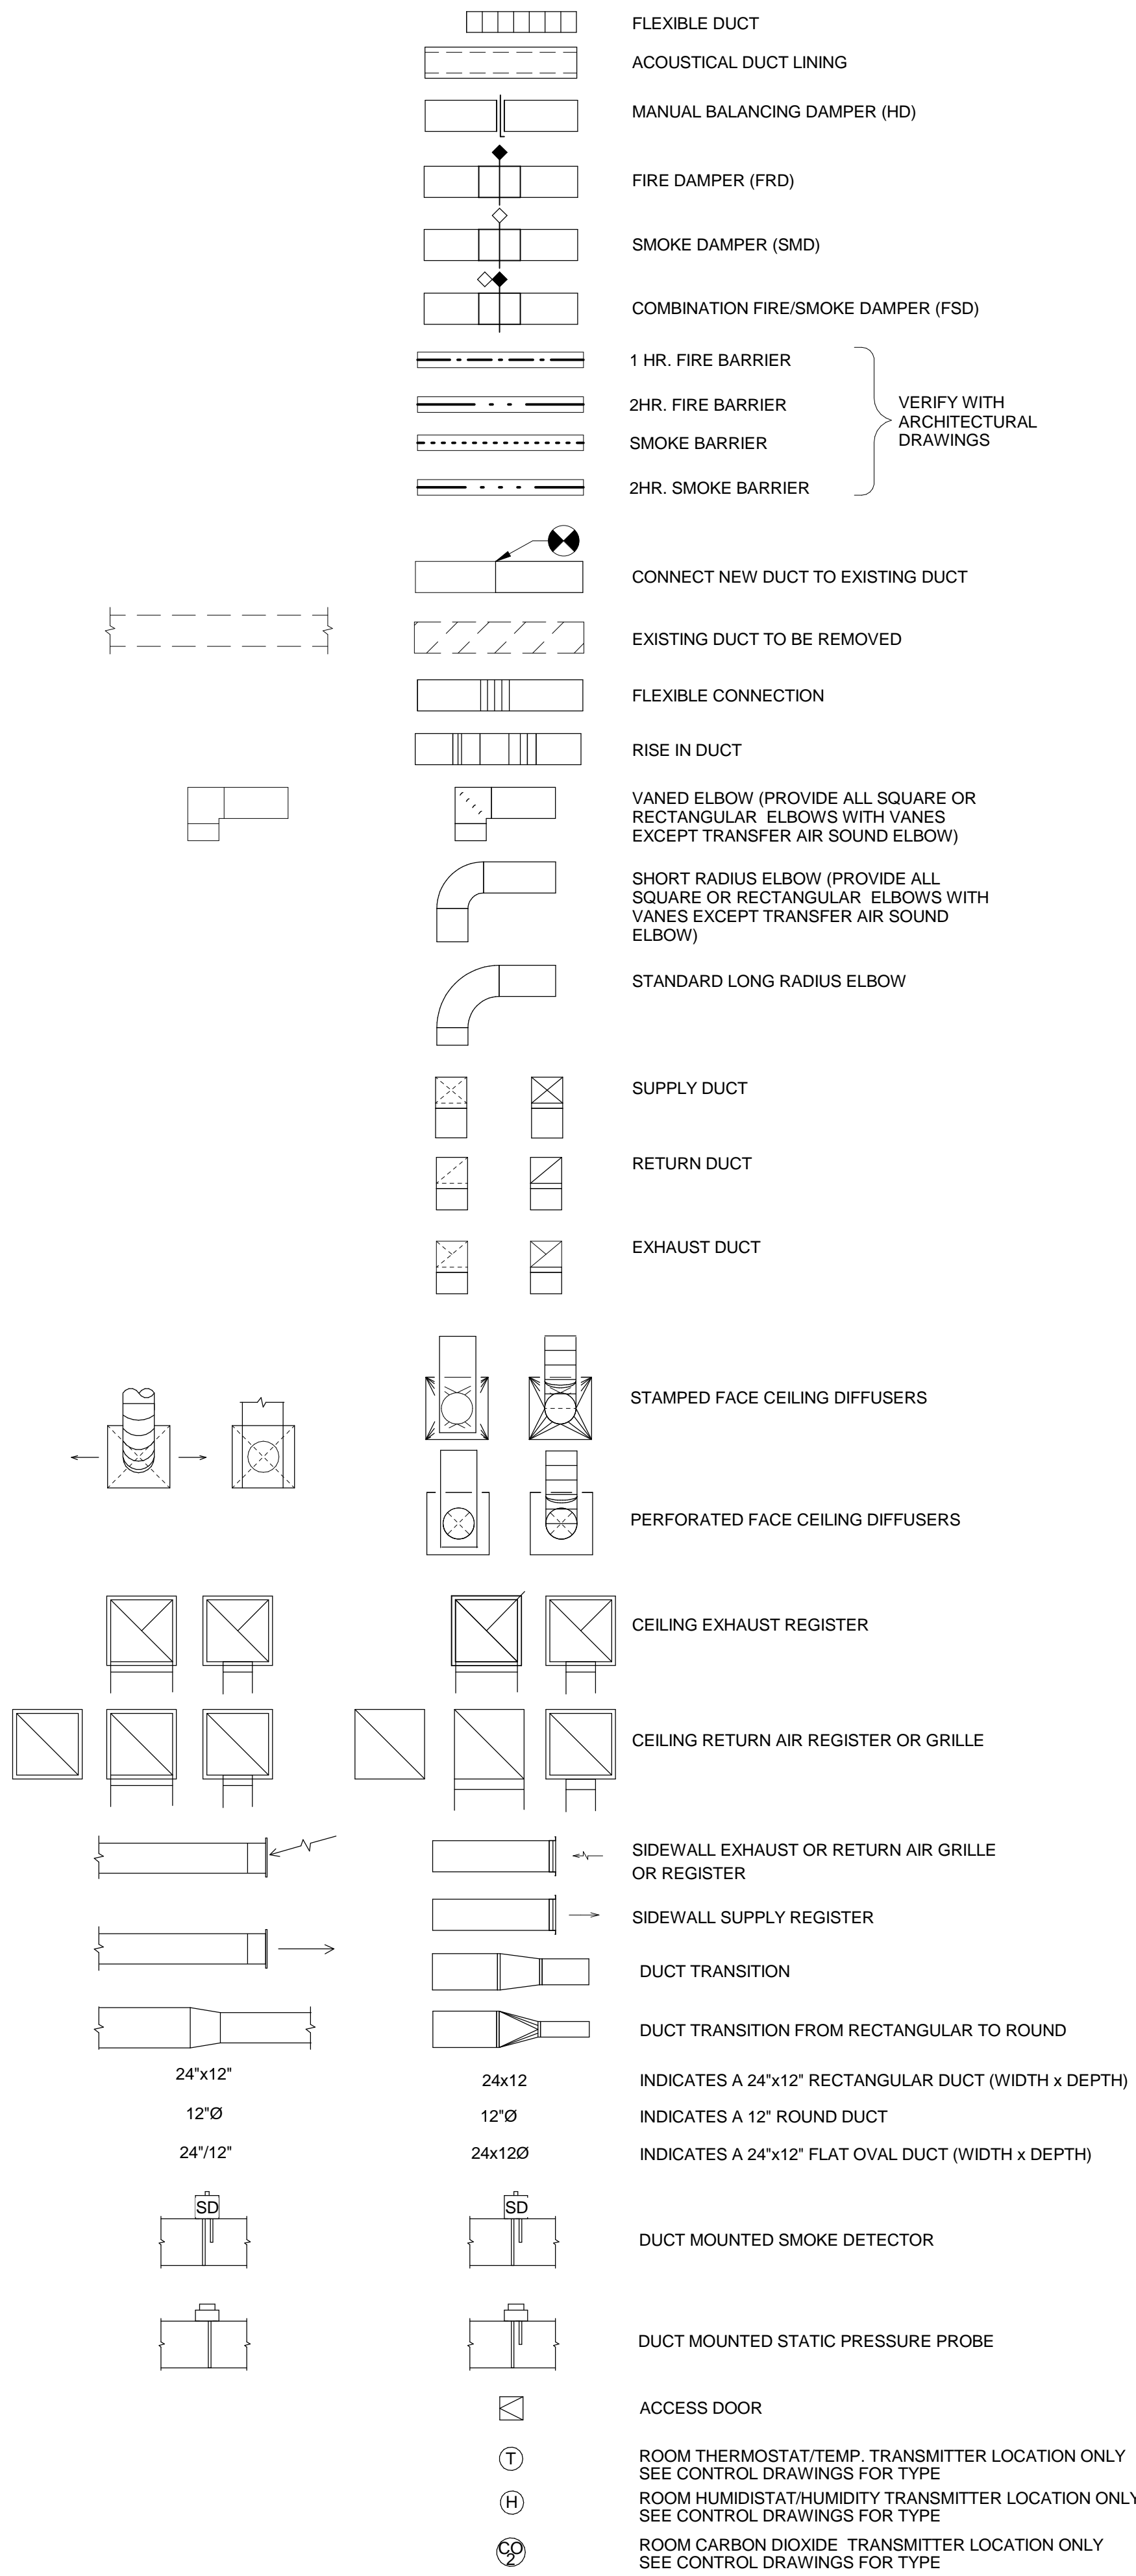 FLEXIBLE DUCT
ACOUSTICAL DUCT LINING
MANUAL BALANCING DAMPER (HD)
FIRE DAMPER (FRD)
SMOKE DAMPER (SMD)
COMBINATION FIRE/SMOKE DAMPER (FSD)
1 HR. FIRE BARRIER
2HR. FIRE BARRIER
SMOKE BARRIER
2HR. SMOKE BARRIER
VERIFY WITH
ARCHITECTURAL
DRAWINGS
CONNECT NEW DUCT TO EXISTING DUCT
EXISTING DUCT TO BE REMOVED
FLEXIBLE CONNECTION
RISE IN DUCT
VANED ELBOW (PROVIDE ALL SQUARE OR
RECTANGULAR ELBOWS WITH VANES
EXCEPT TRANSFER AIR SOUND ELBOW)
SHORT RADIUS ELBOW (PROVIDE ALL
SQUARE OR RECTANGULAR ELBOWS WITH
VANES EXCEPT TRANSFER AIR SOUND
ELBOW)
STANDARD LONG RADIUS ELBOW
SUPPLY DUCT
RETURN DUCT
EXHAUST DUCT
STAMPED FACE CEILING DIFFUSERS
PERFORATED FACE CEILING DIFFUSERS
CEILING EXHAUST REGISTER
CEILING RETURN AIR REGISTER OR GRILLE
SIDEWALL EXHAUST OR RETURN AIR GRILLE
OR REGISTER
SIDEWALL SUPPLY REGISTER
DUCT TRANSITION
DUCT TRANSITION FROM RECTANGULAR TO ROUND
24"x12" 24x12 INDICATES A 24"x12" RECTANGULAR DUCT (WIDTH x DEPTH)
12"Ø 12"Ø INDICATES A 12" ROUND DUCT
24"/12" 24x12Ø INDICATES A 24"x12" FLAT OVAL DUCT (WIDTH x DEPTH)
SD SD DUCT MOUNTED SMOKE DETECTOR
DUCT MOUNTED STATIC PRESSURE PROBE
ACCESS DOOR
T ROOM THERMOSTAT/TEMP. TRANSMITTER LOCATION ONLY
SEE CONTROL DRAWINGS FOR TYPE
H ROOM HUMIDISTAT/HUMIDITY TRANSMITTER LOCATION ONLY
SEE CONTROL DRAWINGS FOR TYPE
CO2 ROOM CARBON DIOXIDE TRANSMITTER LOCATION ONLY
SEE CONTROL DRAWINGS FOR TYPE